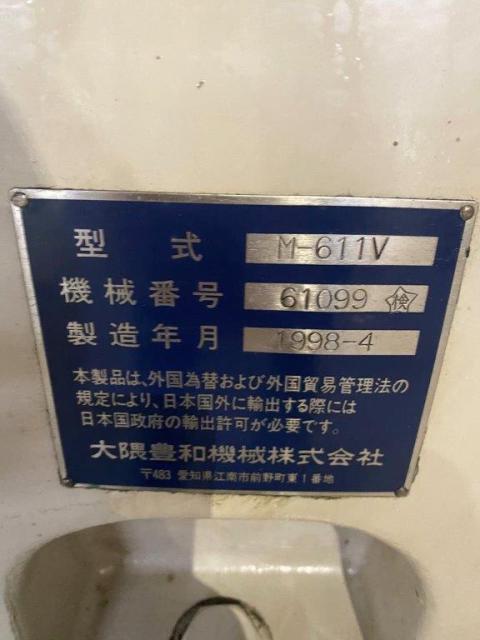 型式 M-611V
機械番号 61099 検
製造年月 1998-4
本製品は、外国為替および外国貿易管理法の
規定により、日本国外に輸出する際には
日本国政府の輸出許可が必要です。
大隈豊和機械株式会社
〒483 愛知県江南市前野町東1番地